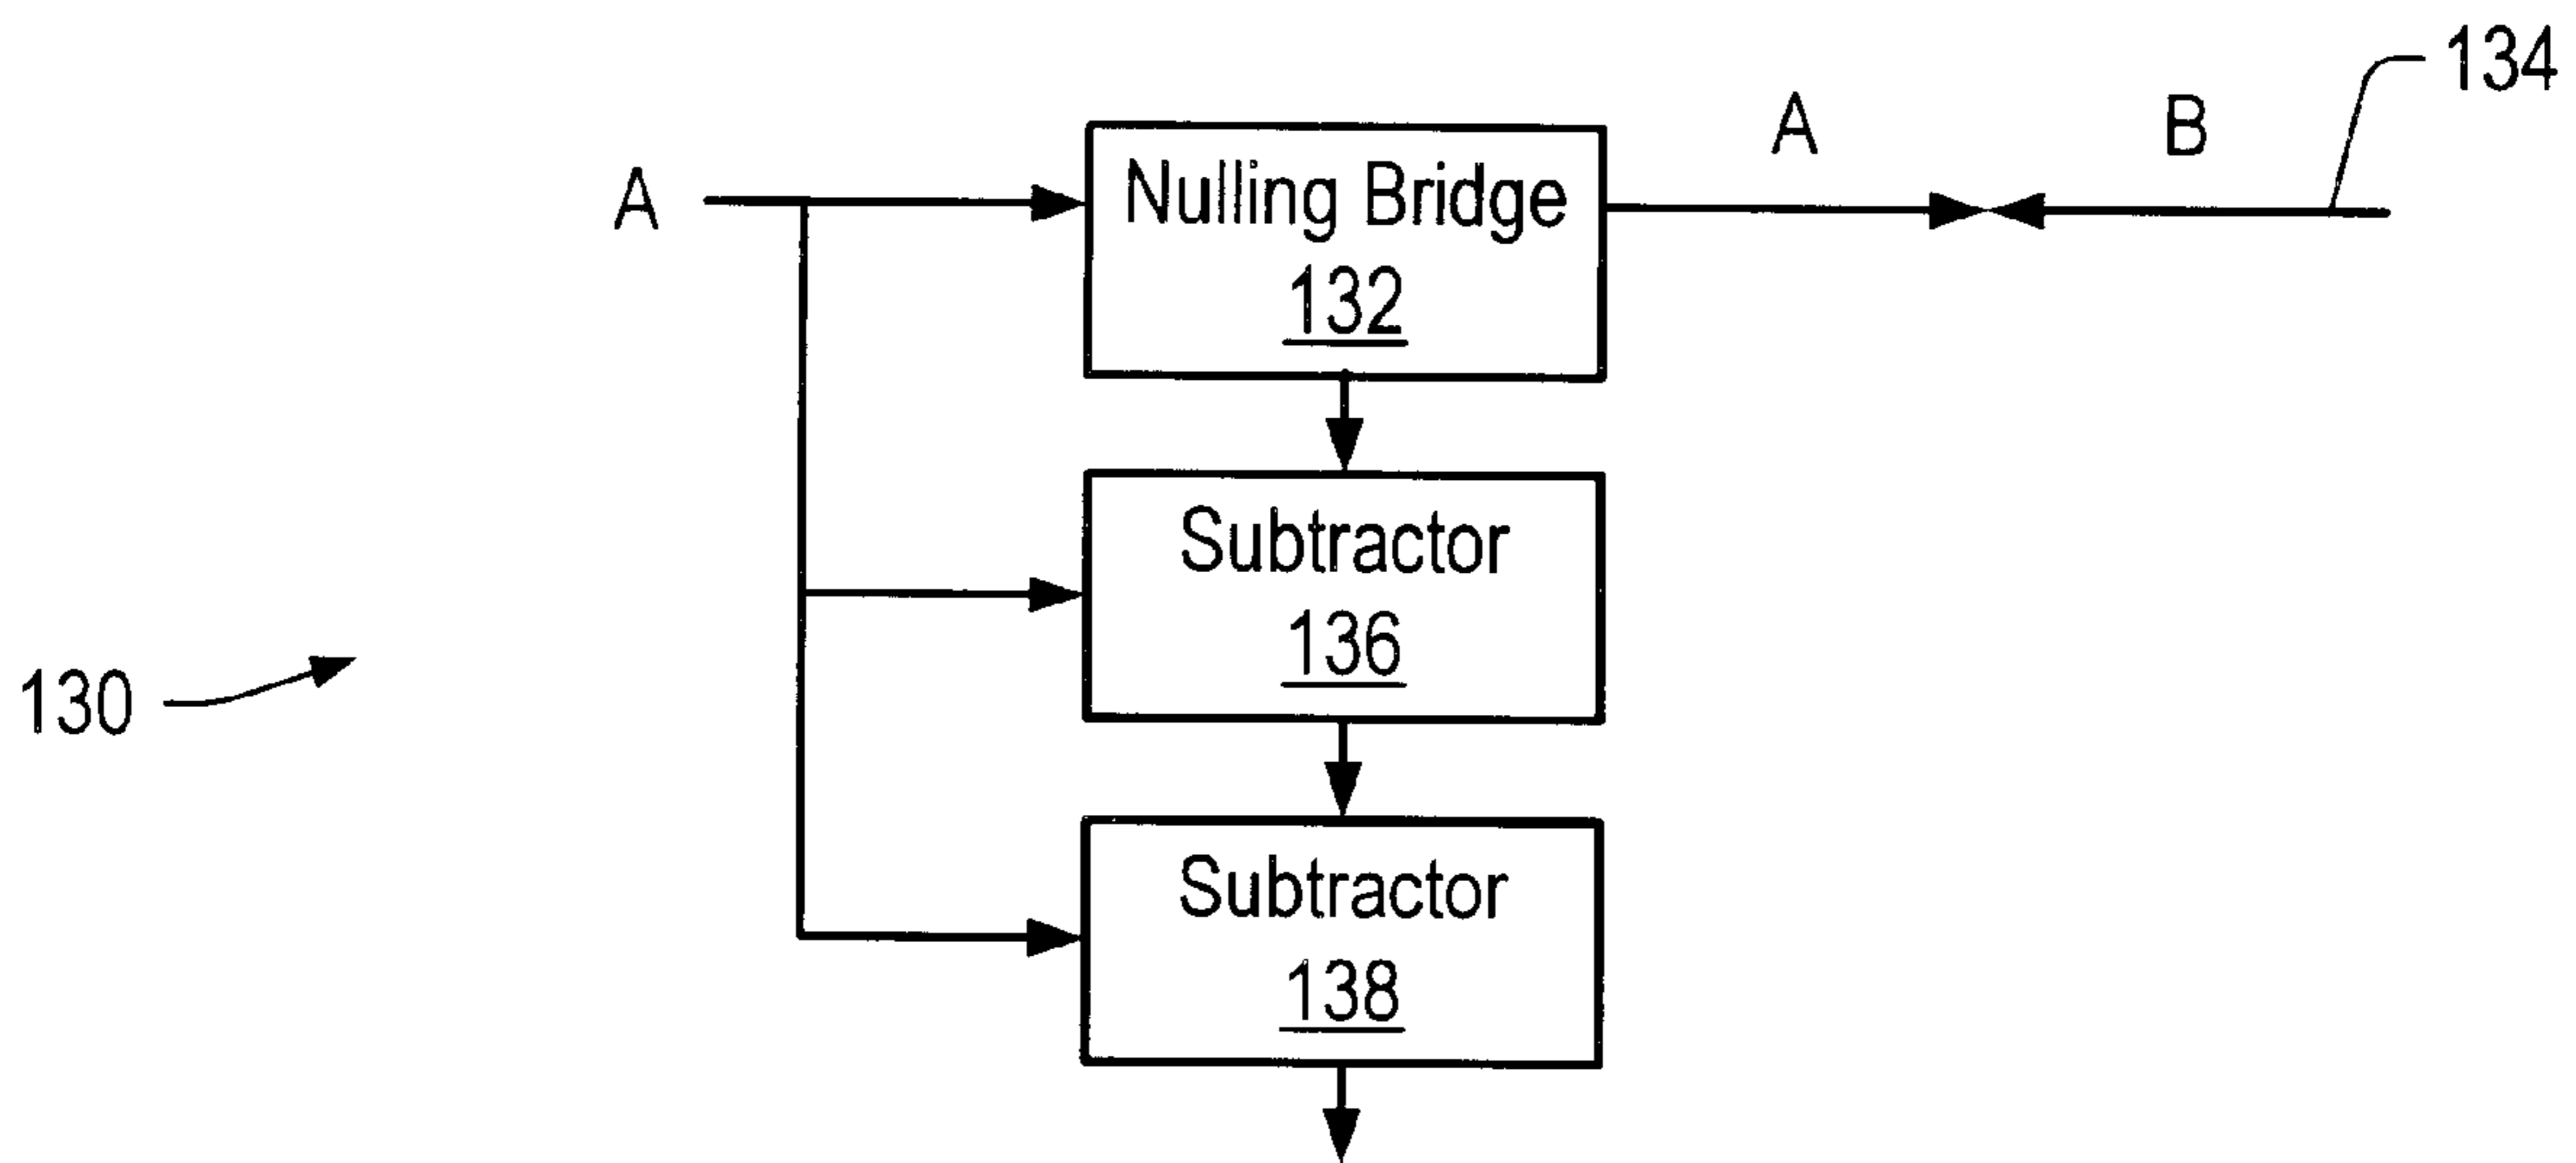 134
A
B
A
Nulling Bridge
132
Subtractor
136
130
Subtractor
138